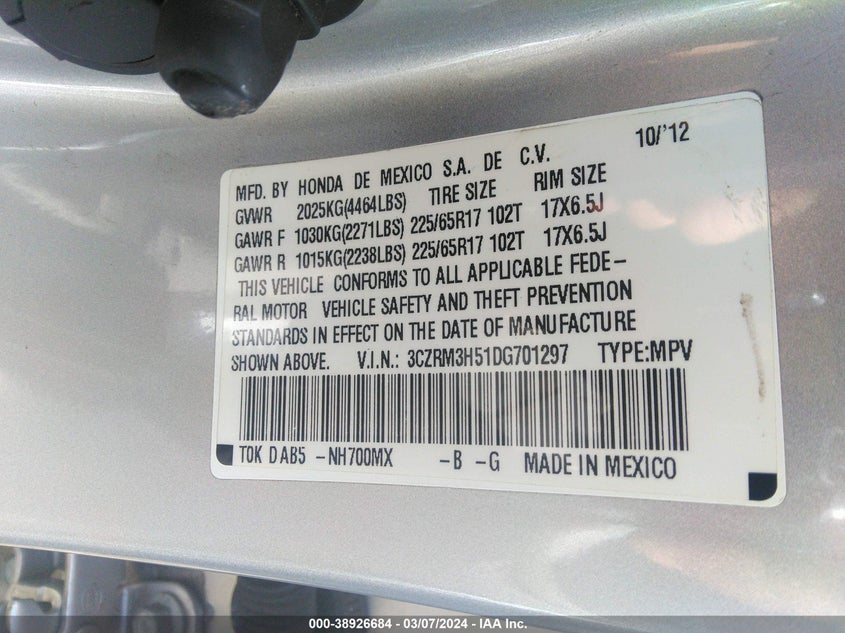 10/'12
MFD. BY HONDA DE MEXICO S.A. DE C.V.
GVWR 2025KG(4464LBS) TIRE SIZE RIM SIZE
GAWR F 1030KG(2271LBS) 225/65R17 102T 17X6.5J
GAWR R 1015KG(2238LBS) 225/65R17 102T 17X6.5J
THIS VEHICLE CONFORMS TO ALL APPLICABLE FEDE-
RAL MOTOR VEHICLE SAFETY AND THEFT PREVENTION
STANDARDS IN EFFECT ON THE DATE OF MANUFACTURE
SHOWN ABOVE. V.I.N.: 3CZRM3H51DG701297 TYPE:MPV
T0K D AB5 -NH700MX -B -G MADE IN MEXICO
000-38926684 - 03/07/2024 - IAA Inc.